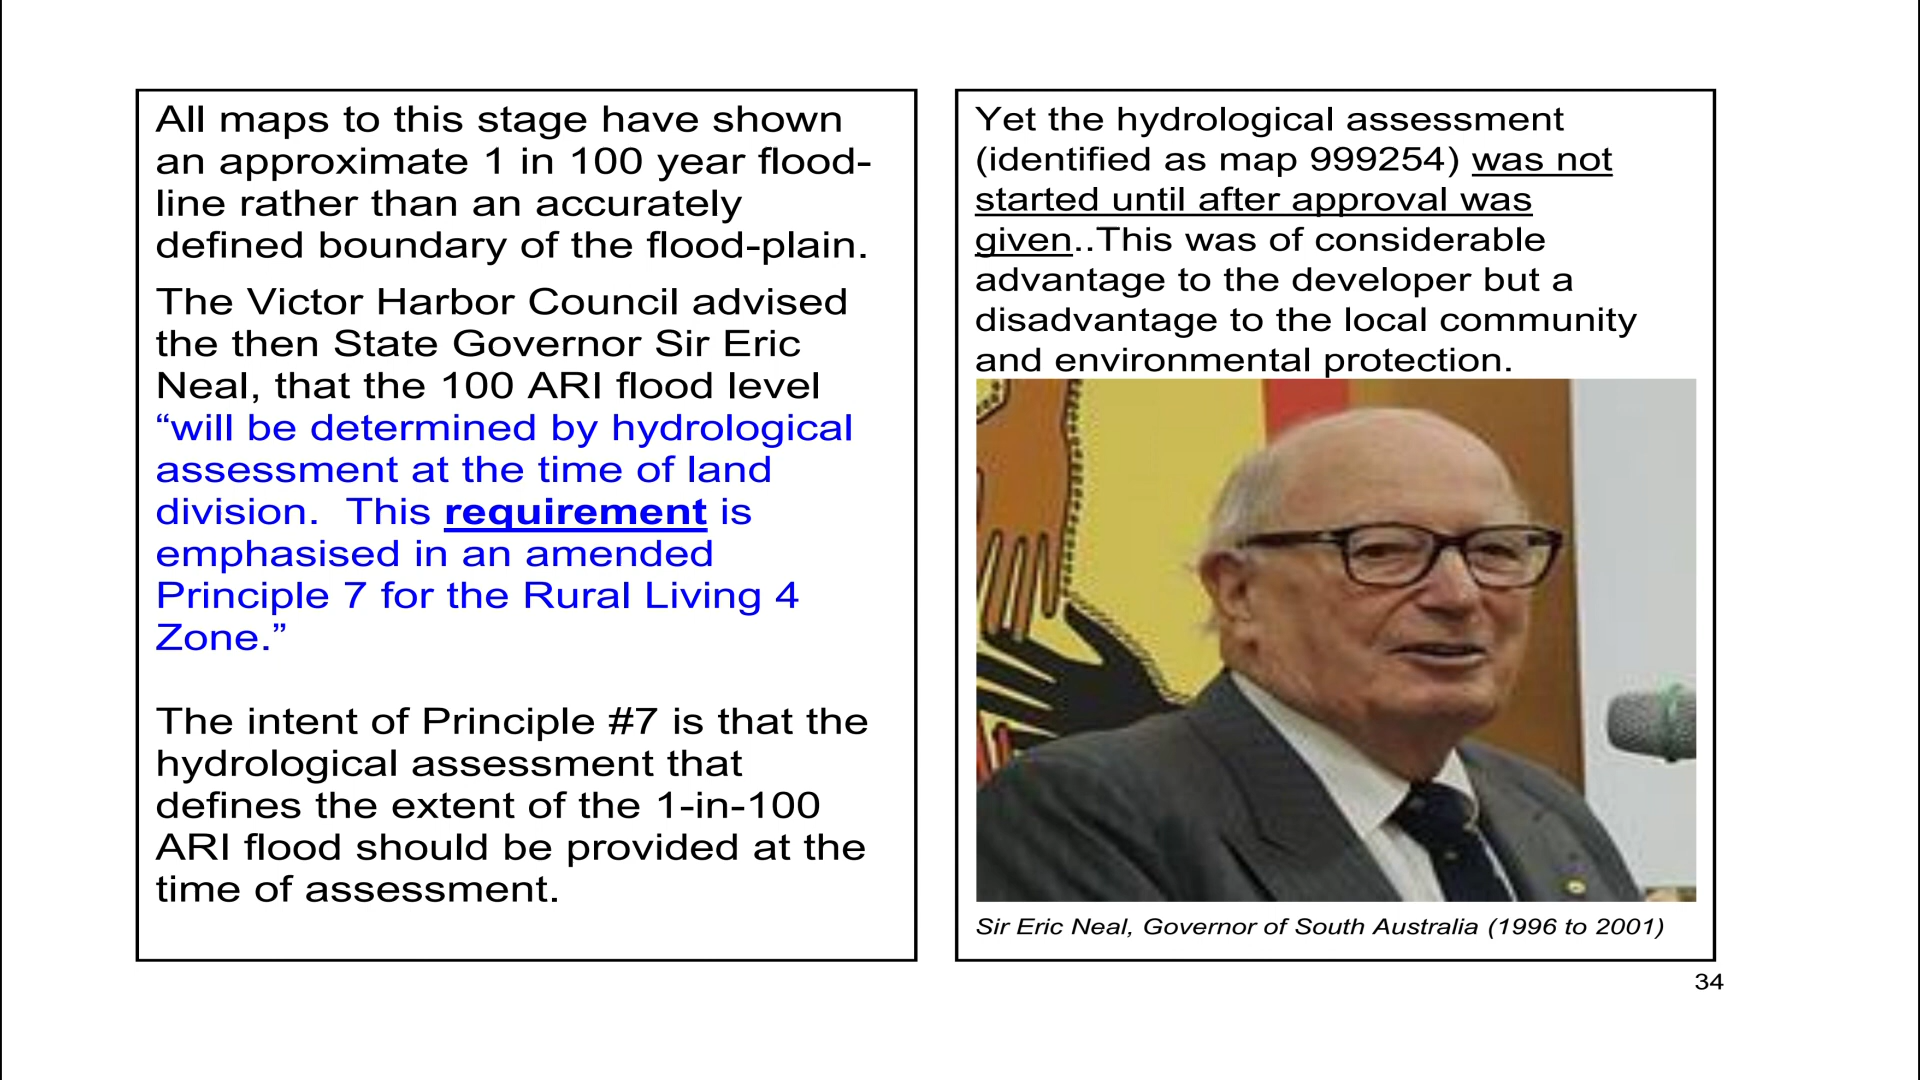 All maps to this stage have shown
an approximate 1 in 100 year flood-
line rather than an accurately
defined boundary of the flood-plain.
The Victor Harbor Council advised
the then State Governor Sir Eric
Neal, that the 100 ARI flood level
“will be determined by hydrological
assessment at the time of land
division.  This requirement is
emphasised in an amended
Principle 7 for the Rural Living 4
Zone.”
The intent of Principle #7 is that the
hydrological assessment that
defines the extent of the 1-in-100
ARI flood should be provided at the
time of assessment.
Yet the hydrological assessment
(identified as map 999254) was not
started until after approval was
given..This was of considerable
advantage to the developer but a
disadvantage to the local community
and environmental protection.
Sir Eric Neal, Governor of South Australia (1996 to 2001)
34